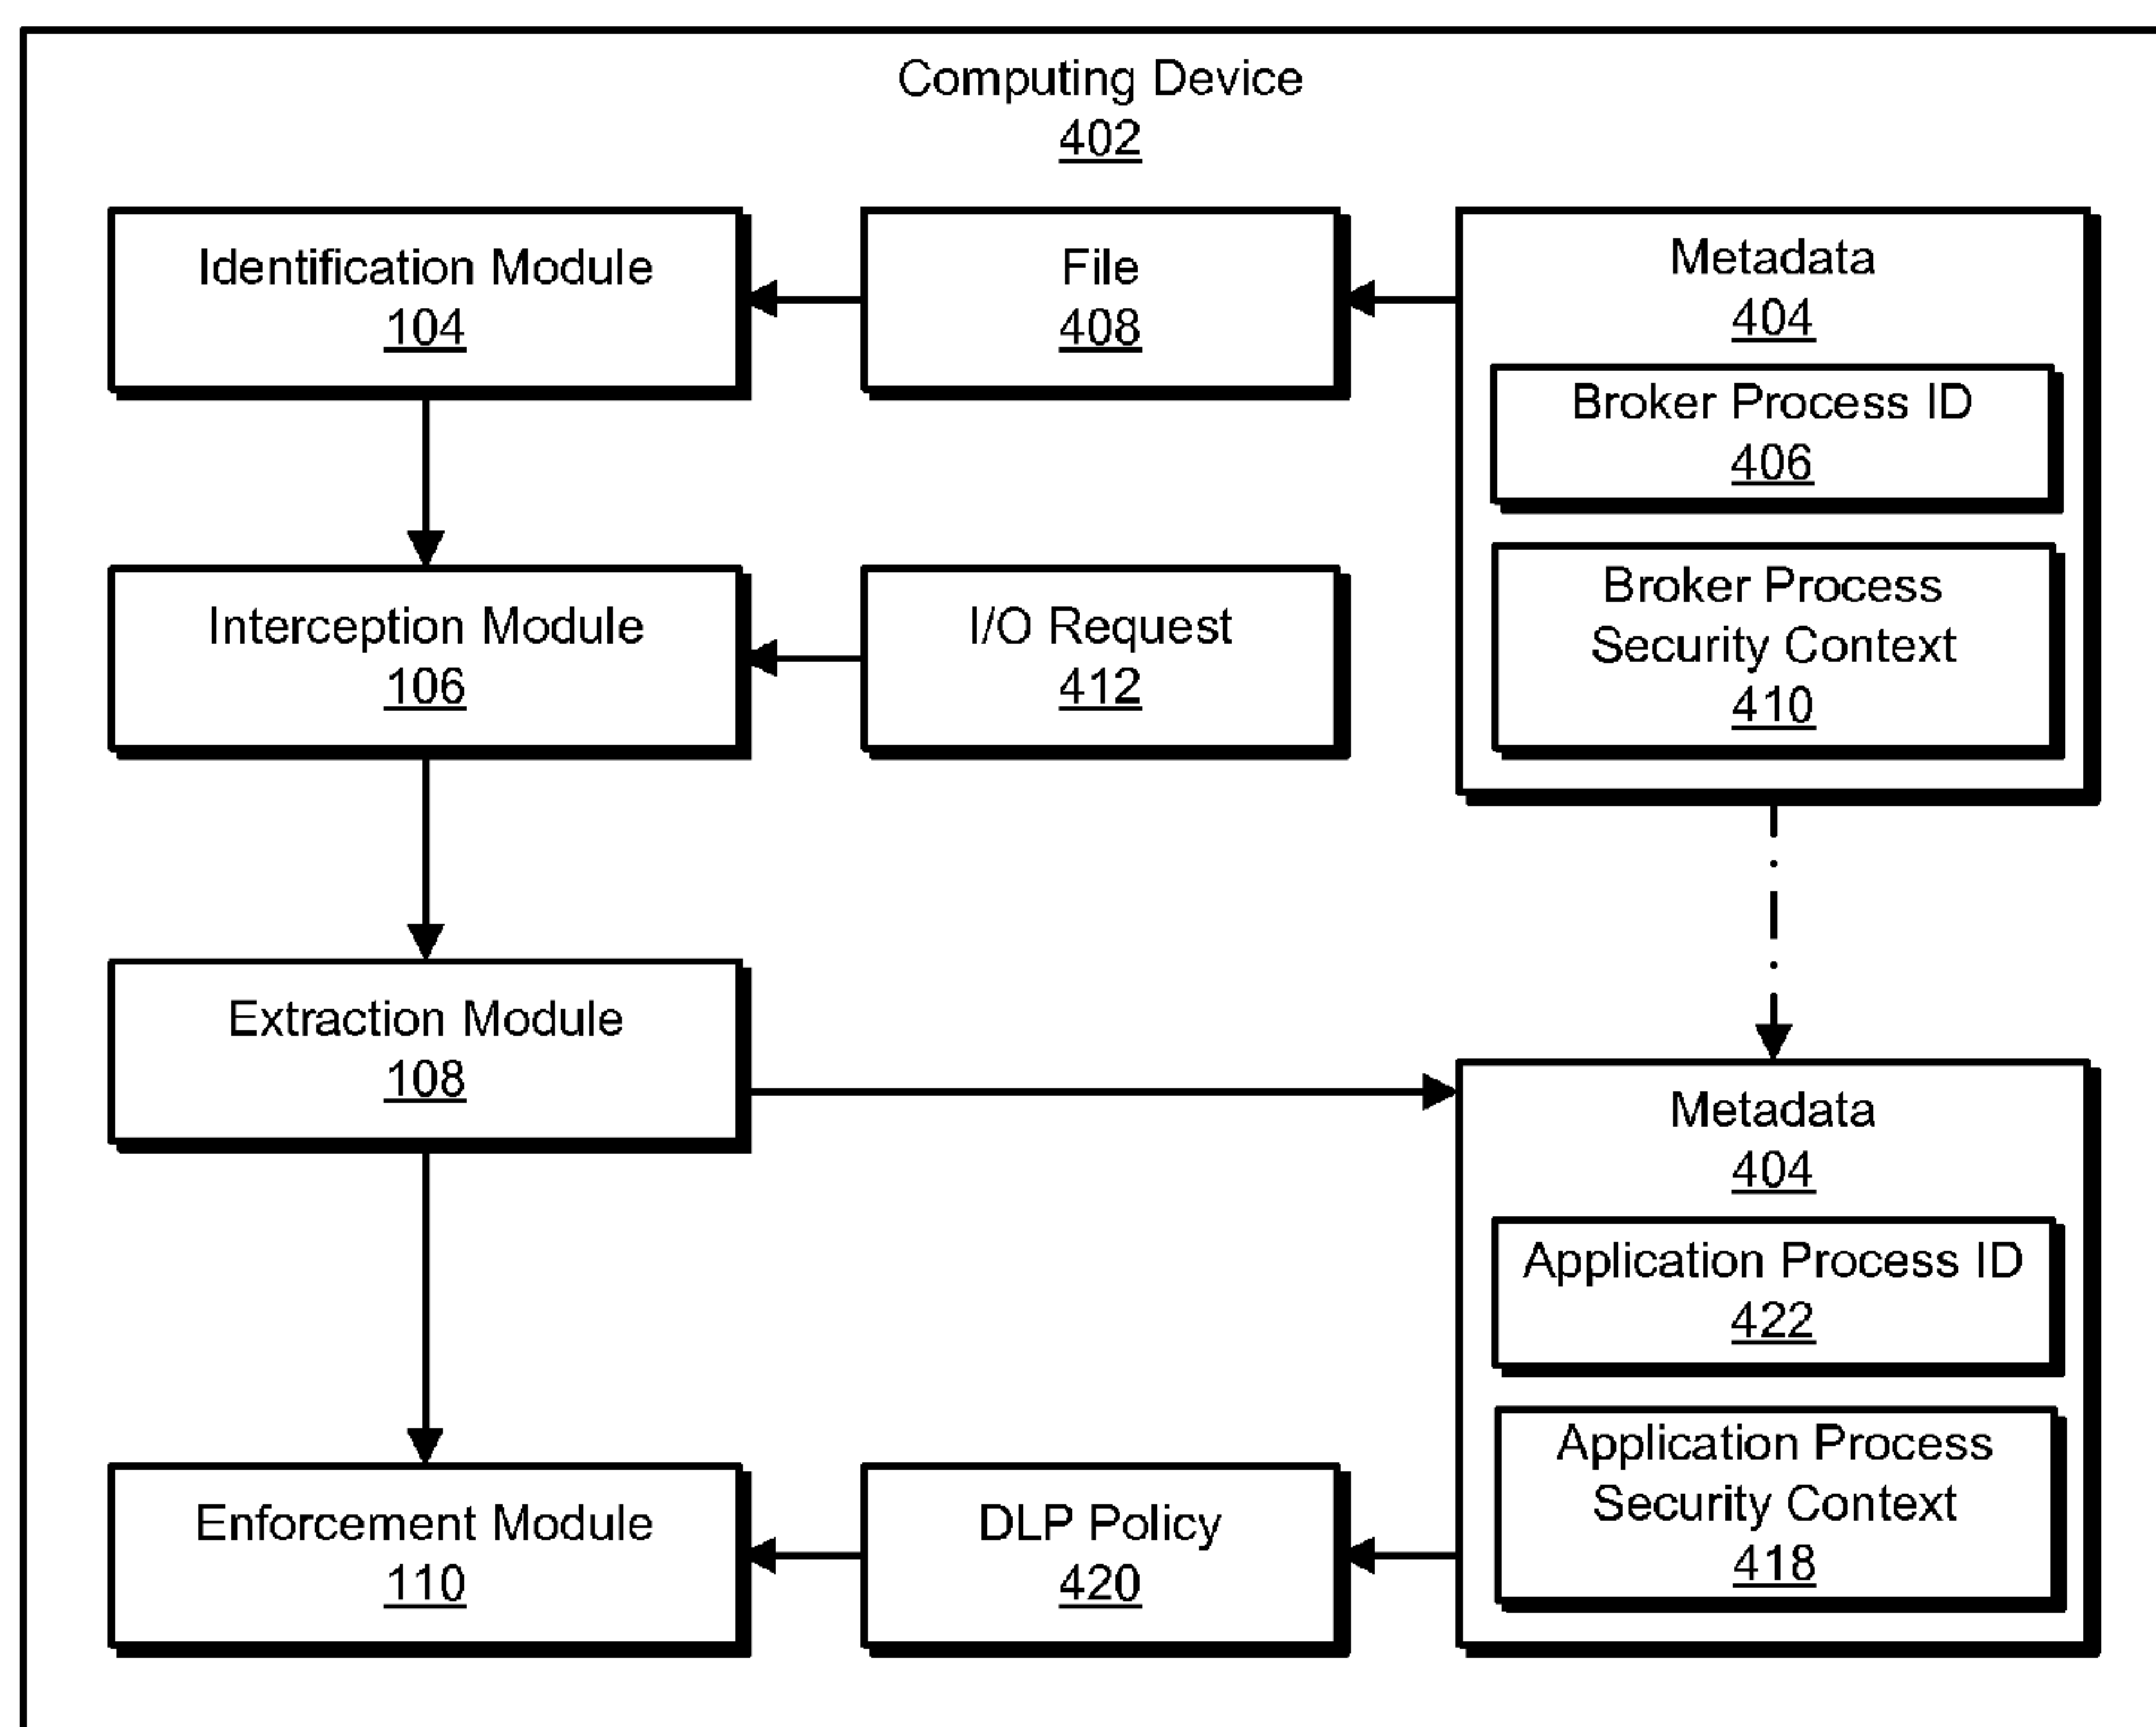 Computing Device
402
Identification Module
104
File
408
Metadata
404
Broker Process ID
406
Broker Process
Security Context
410
Interception Module
106
I/O Request
412
Extraction Module
108
Metadata
404
Application Process ID
422
Application Process
Security Context
418
Enforcement Module
110
DLP Policy
420